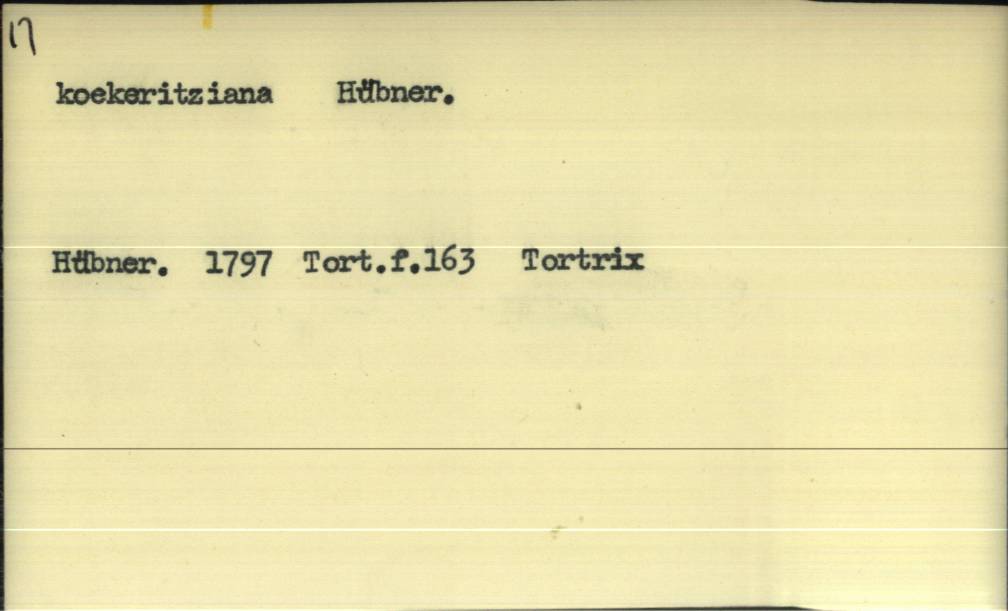 17
koekeritziana Hübner.
Hübner. 1797 Tort.f.163 Tortrix